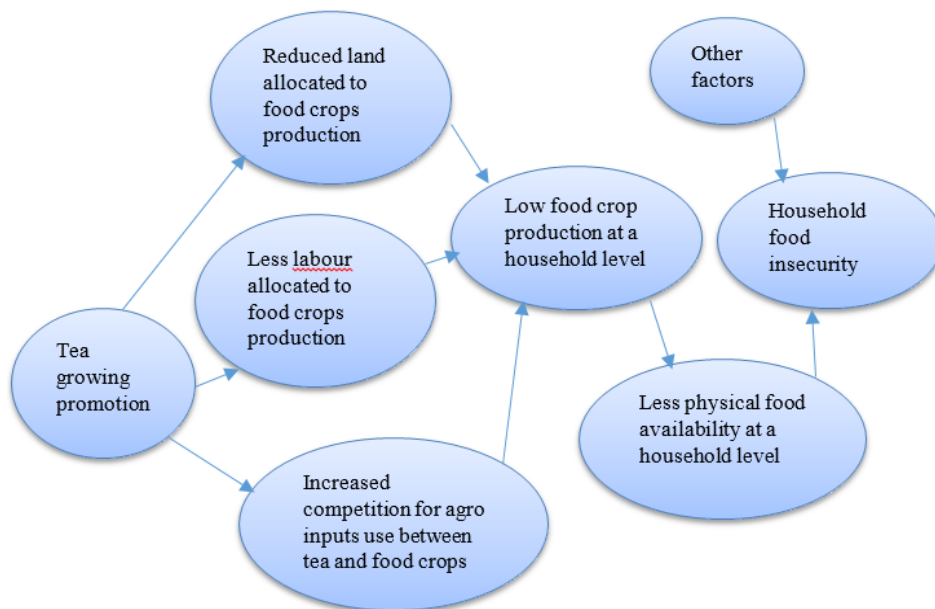 Reduced land
allocated to
food crops
production
Other
factors
Low food crop
production at a
household level
Household
food
insecurity
Less labour
allocated to
food crops
production
Tea
growing
promotion
Less physical food
availability at a
household level
Increased
competition for agro
inputs use between
tea and food crops